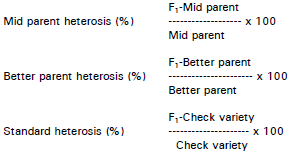 F₁-Mid parent
Mid parent heterosis (%) -------------------- x 100
Mid parent
F₁-Better parent
Better parent heterosis (%) ----------------------- x 100
Better parent
F₁-Check variety
Standard heterosis (%) ---------------------- x 100
Check variety